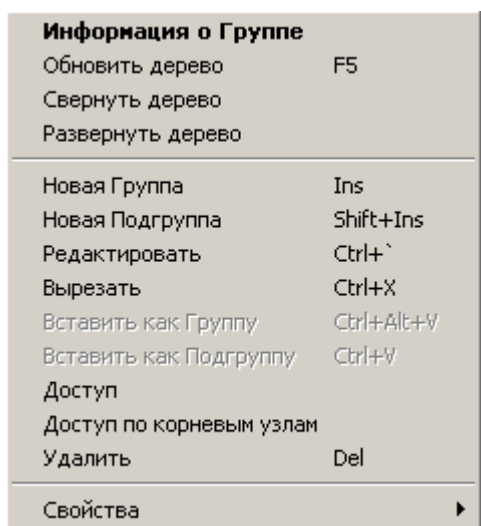 Информация о Группе
Обновить дерево F5
Свернуть дерево
Развернуть дерево
Новая Группа Ins
Новая Подгруппа Shift+Ins
Редактировать Ctrl+`
Вырезать Ctrl+X
Вставить как Группу Ctrl+Alt+V
Вставить как Подгруппу Ctrl+V
Доступ
Доступ по корневым узлам
Удалить Del
Свойства